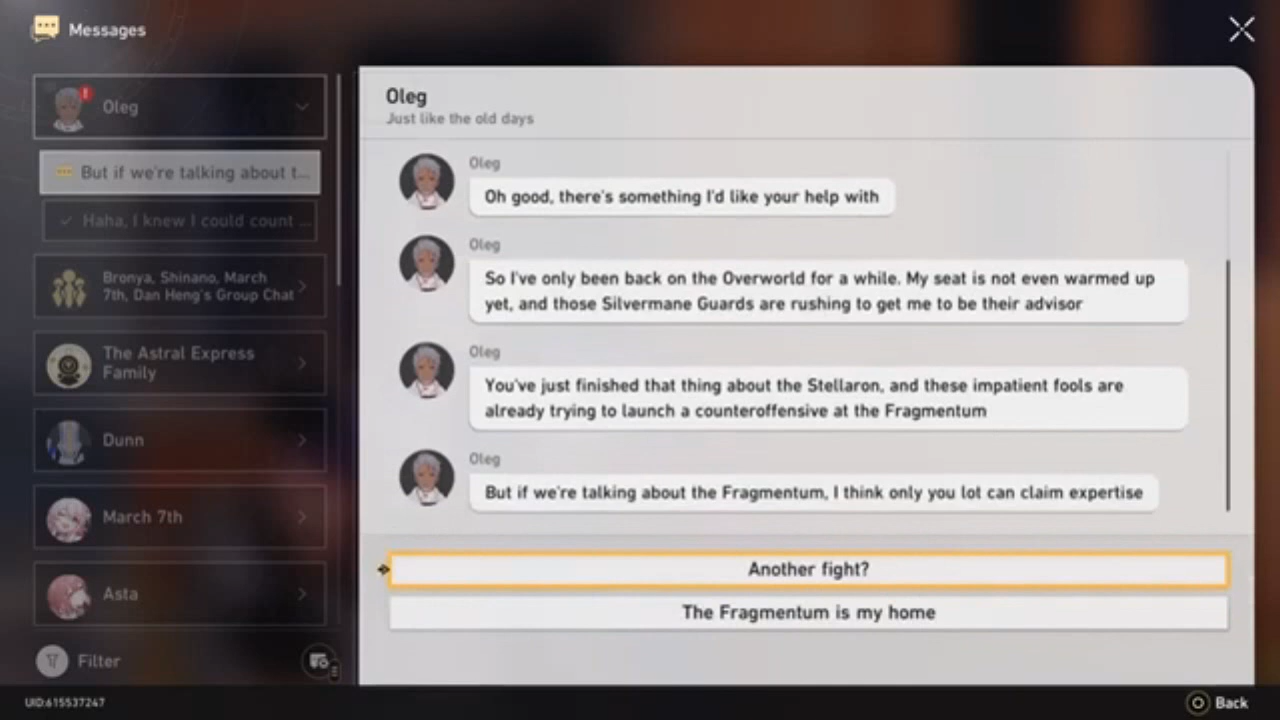 Messages
Oleg
But if we're talking about t...
Haha, I knew I could count ...
Bronya, Shinano, March
7th, Dan Heng's Group Chat
The Astral Express
Family
Dunn
March 7th
Asta
Filter
Oleg
Just like the old days
Oleg
Oh good, there's something I'd like your help with
Oleg
So I've only been back on the Overworld for a while. My seat is not even warmed up
yet, and those Silvermane Guards are rushing to get me to be their advisor
Oleg
You've just finished that thing about the Stellaron, and these impatient fools are
already trying to launch a counteroffensive at the Fragmentum
Oleg
But if we're talking about the Fragmentum, I think only you lot can claim expertise
Another fight?
The Fragmentum is my home
UID:615537247
Back